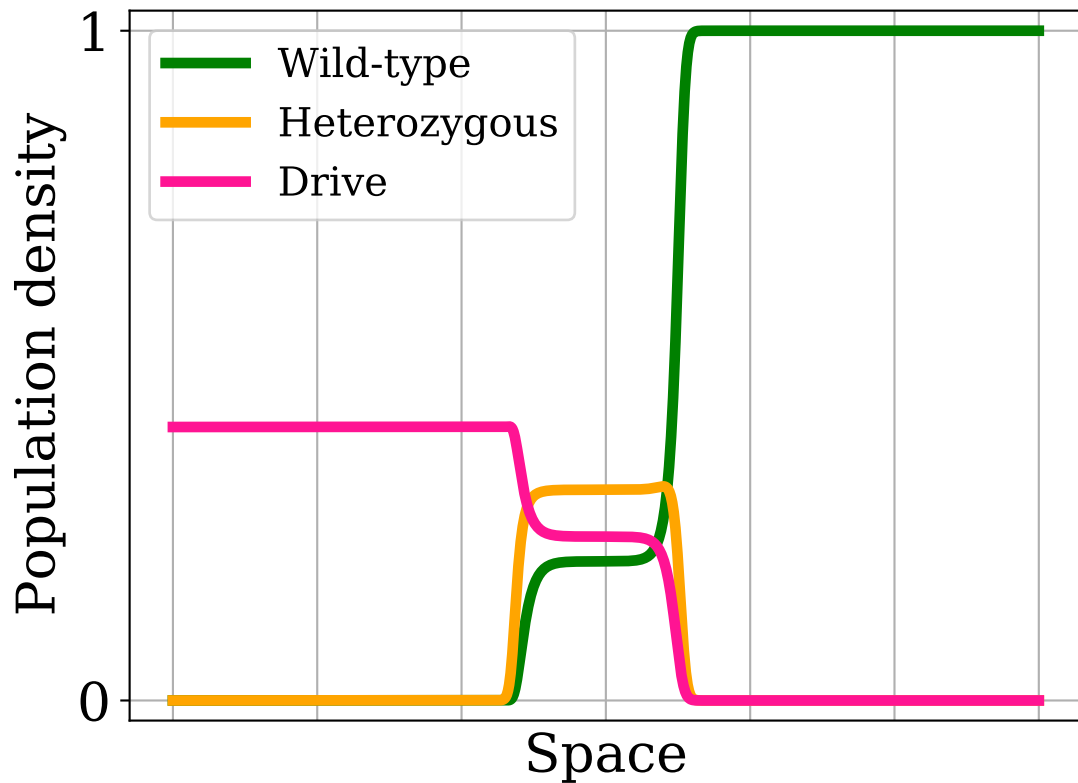 1
Wild-type
Heterozygous
Drive
Population density
0
Space